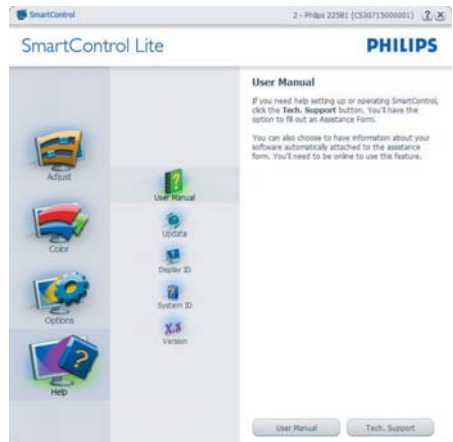 SmartControl
2 - Philips 225B1 (CS30715000001)
?
X
SmartControl Lite
PHILIPS
Adjust
Color
Options
Help
User Manual
Update
Display ID
System ID
Version
User Manual
If you need help setting up or operating SmartControl,
click the Tech. Support button. You'll have the
option to fill out an Assistance Form.
You can also choose to have information about your
software automatically attached to the assistance
form. You'll need to be online to use this feature.
User Manual
Tech. Support